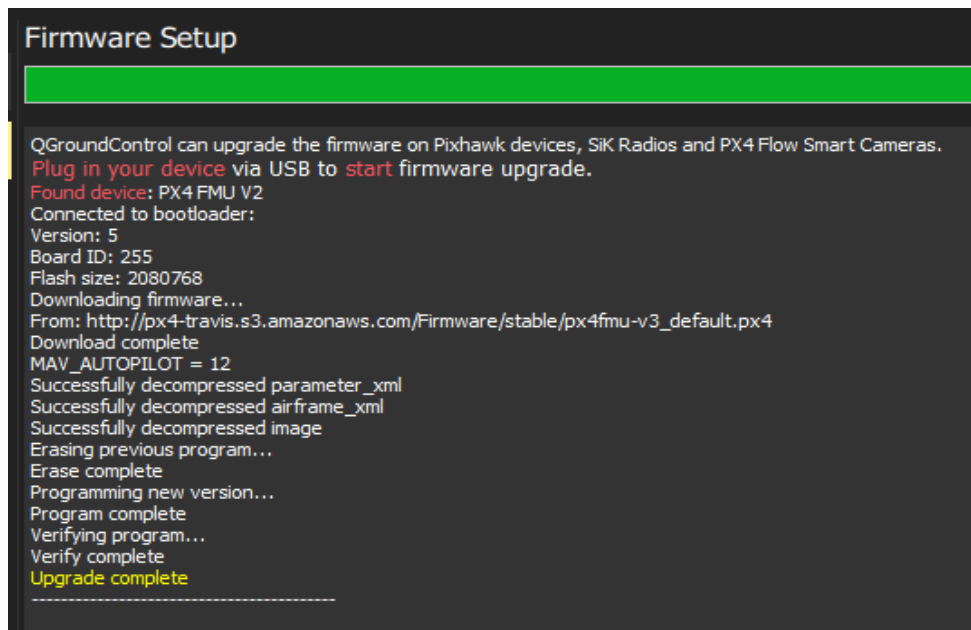 Firmware Setup
QGroundControl can upgrade the firmware on Pixhawk devices, SiK Radios and PX4 Flow Smart Cameras.
Plug in your device via USB to start firmware upgrade.
Found device: PX4 FMU V2
Connected to bootloader:
Version: 5
Board ID: 255
Flash size: 2080768
Downloading firmware...
From: http://px4-travis.s3.amazonaws.com/Firmware/stable/px4fmu-v3_default.px4
Download complete
MAV_AUTOPILOT = 12
Successfully decompressed parameter_xml
Successfully decompressed airframe_xml
Successfully decompressed image
Erasing previous program...
Erase complete
Programming new version...
Program complete
Verifying program...
Verify complete
Upgrade complete
------------------------------------------